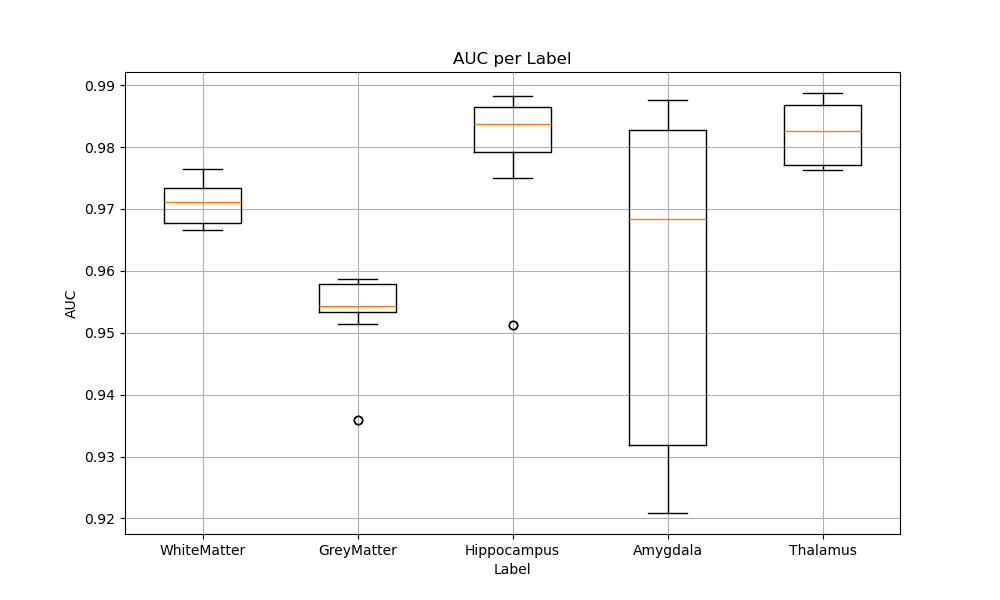 AUC per Label
AUC
0.99
0.98
0.97
0.96
0.95
0.94
0.93
0.92
WhiteMatter
GreyMatter
Hippocampus
Amygdala
Thalamus
Label